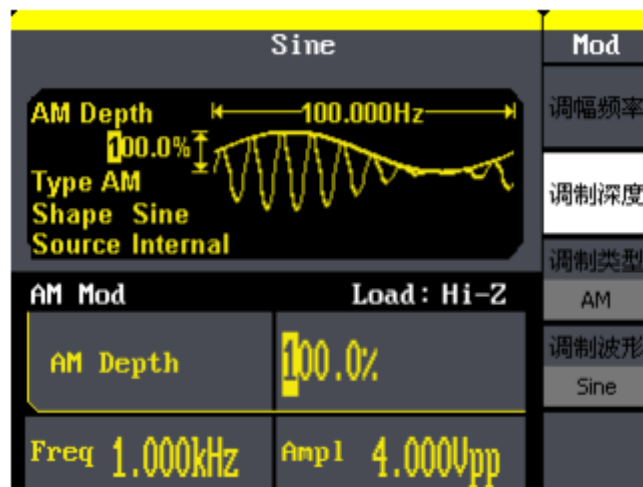 Sine
Mod
AM Depth
100.000Hz
100.0%
Type AM
Shape Sine
Source Internal
调幅频率
调制深度
调制类型
AM
调制波形
Sine
AM Mod
Load: Hi-Z
AM Depth
100.0%
Freq 1.000kHz
Ampl 4.000Vpp